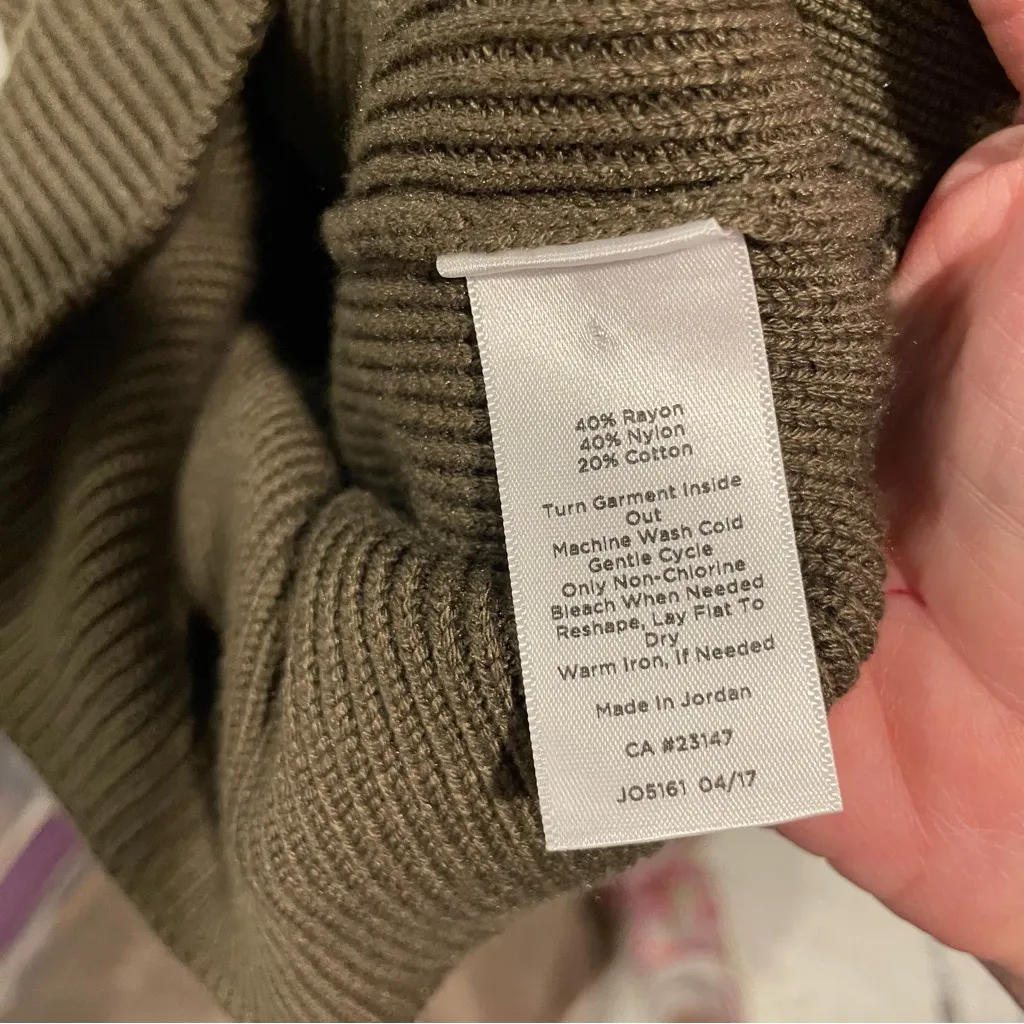 40% Rayon
40% Nylon
20% Cotton
Turn Garment Inside
Out
Machine Wash Cold
Gentle Cycle
Only Non-Chlorine
Bleach When Needed
Reshape, Lay Flat To
Dry
Warm Iron, If Needed
Made In Jordan
CA #23147
JO5161 04/17